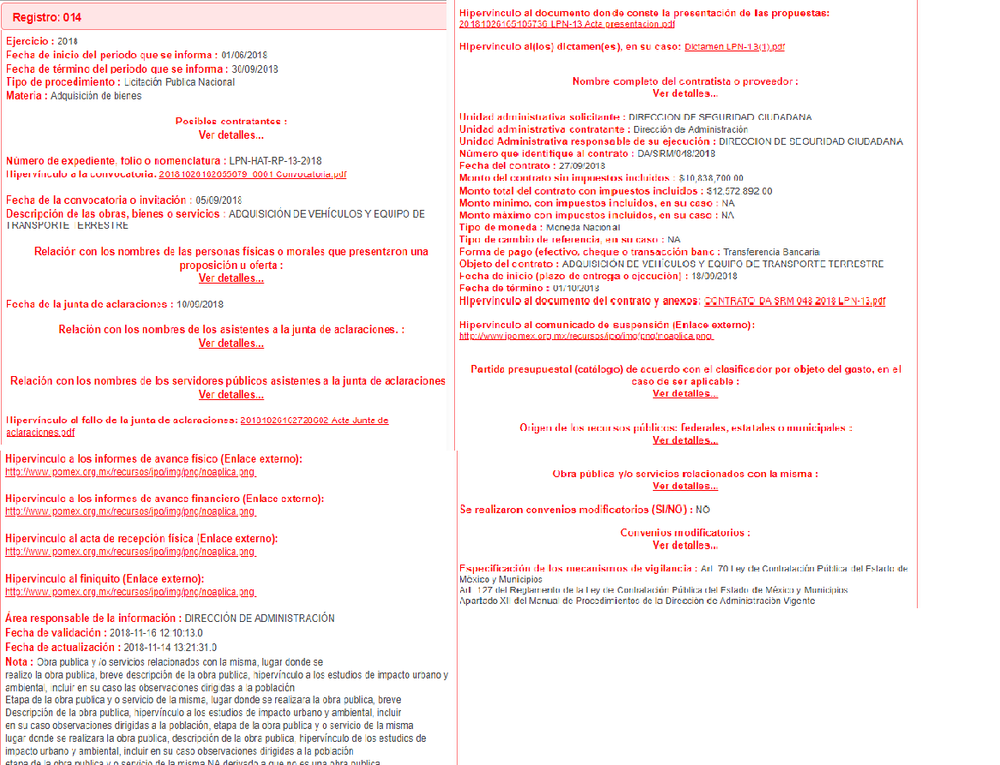 Registro: 014
Ejercicio : 2018
Fecha de inicio del periodo que se informa : 01/06/2018
Fecha de término del periodo que se informa : 30/09/2018
Tipo de procedimiento : Licitación Publica Nacional
Materia : Adquisición de bienes
Posibles contratantes :
Ver detalles...
Número de expediente, folio o nomenclatura : LPN-HAT-RP-13-2018
Hipervínculo a la convocatoria: 20181026162655679_0001 Convocatoria.pdf
Fecha de la convocatoria o invitación : 05/09/2018
Descripción de las obras, bienes o servicios : ADQUISICIÓN DE VEHÍCULOS Y EQUIPO DE
TRANSPORTE TERRESTRE
Relación con los nombres de las personas físicas o morales que presentaron una
proposición u oferta :
Ver detalles...
Fecha de la junta de aclaraciones : 10/09/2018
Relación con los nombres de los asistentes a la junta de aclaraciones. :
Ver detalles...
Relación con los nombres de los servidores públicos asistentes a la junta de aclaraciones
Ver detalles...
Hipervínculo al fallo de la junta de aclaraciones: 20181026162728602 Acta Junta de
aclaraciones.pdf
Hipervínculo a los informes de avance físico (Enlace externo):
http://www.ipomex.org.mx/recursos/ipo/img/png/noaplica.png
Hipervínculo a los informes de avance financiero (Enlace externo):
http://www.ipomex.org.mx/recursos/ipo/img/png/noaplica.png
Hipervínculo al acta de recepción física (Enlace externo):
http://www.ipomex.org.mx/recursos/ipo/img/png/noaplica.png
Hipervínculo al finiquito (Enlace externo):
http://www.ipomex.org.mx/recursos/ipo/img/png/noaplica.png
Área responsable de la información : DIRECCIÓN DE ADMINISTRACIÓN
Fecha de validación : 2018-11-16 12:10:13.0
Fecha de actualización : 2018-11-14 13:21:31.0
Nota : Obra publica y /o servicios relacionados con la misma, lugar donde se
realizo la obra publica, breve descripción de la obra publica, hipervínculo a los estudios de impacto urbano y
ambiental, incluir en su caso las observaciones dirigidas a la población
Etapa de la obra publica y o servicio de la misma, lugar donde se realizara la obra publica, breve
Descripción de la obra publica, hipervínculo a los estudios de impacto urbano y ambiental, incluir
en su caso observaciones dirigidas a la población, etapa de la obra publica y o servicio de la misma
lugar donde se realizara la obra publica, descripción de la obra publica, hipervínculo de los estudios de
impacto urbano y ambiental, incluir en su caso observaciones dirigidas a la población
etapa de la obra publica y o servicio de la misma NA derivado a que no es una obra publica
Hipervínculo al documento donde conste la presentación de las propuestas:
20181026165105736 LPN-13 Acta presentacion.pdf
Hipervínculo al(los) dictamen(es), en su caso: Dictamen LPN-13(1).pdf
Nombre completo del contratista o proveedor :
Ver detalles...
Unidad administrativa solicitante : DIRECCIÓN DE SEGURIDAD CIUDADANA
Unidad administrativa contratante : Dirección de Administración
Unidad Administrativa responsable de su ejecución : DIRECCIÓN DE SEGURIDAD CIUDADANA
Número que identifique al contrato : DA/SRM/048/2018
Fecha del contrato : 27/09/2018
Monto del contrato sin impuestos incluidos : $10,838,700.00
Monto total del contrato con impuestos incluidos : $12,572,892.00
Monto mínimo, con impuestos incluidos, en su caso : NA
Monto máximo con impuestos incluidos, en su caso : NA
Tipo de moneda : Moneda Nacional
Tipo de cambio de referencia, en su caso : NA
Forma de pago (efectivo, cheque o transacción banc : Transferencia Bancaria
Objeto del contrato : ADQUISICIÓN DE VEHÍCULOS Y EQUIPO DE TRANSPORTE TERRESTRE
Fecha de inicio (plazo de entrega o ejecución) : 18/09/2018
Fecha de término : 01/10/2018
Hipervínculo al documento del contrato y anexos: CONTRATO DA SRM 048 2018 LPN-13.pdf
Hipervínculo al comunicado de suspensión (Enlace externo):
http://www.ipomex.org.mx/recursos/ipo/img/png/noaplica.png
Partida presupuestal (catálogo) de acuerdo con el clasificador por objeto del gasto, en el
caso de ser aplicable :
Ver detalles...
Origen de los recursos públicos: federales, estatales o municipales :
Ver detalles...
Obra pública y/o servicios relacionados con la misma :
Ver detalles...
Se realizaron convenios modificatorios (SI/NO) : NO
Convenios modificatorios :
Ver detalles...
Especificación de los mecanismos de vigilancia : Art. 70 Ley de Contratación Pública del Estado de
México y Municipios
Art. 127 del Reglamento de la Ley de Contratación Pública del Estado de México y Municipios
Apartado XII del Manual de Procedimientos de la Dirección de Administración Vigente